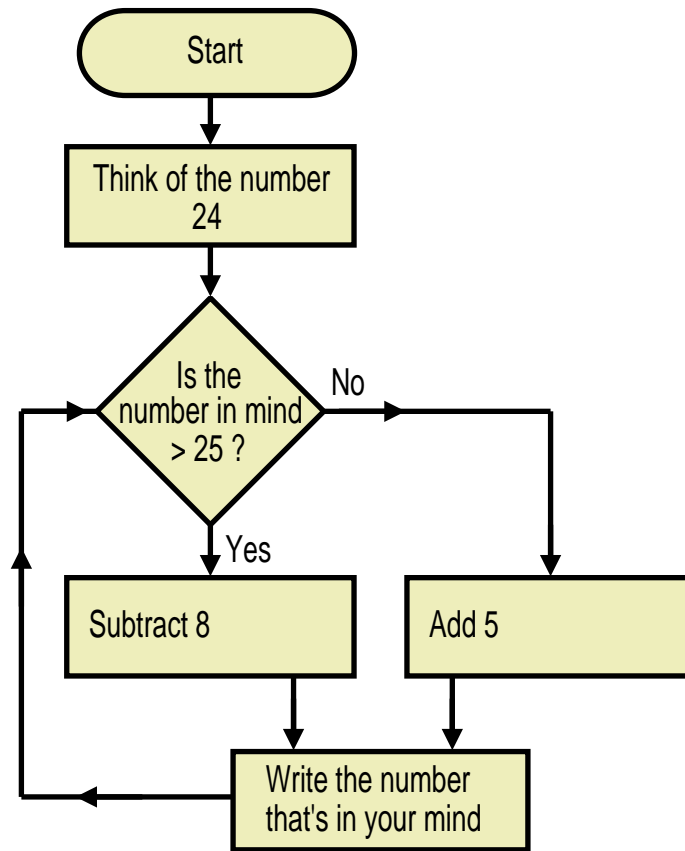 Start
Think of the number
24
Is the
number in mind
> 25 ?
No
Yes
Subtract 8
Add 5
Write the number
that's in your mind